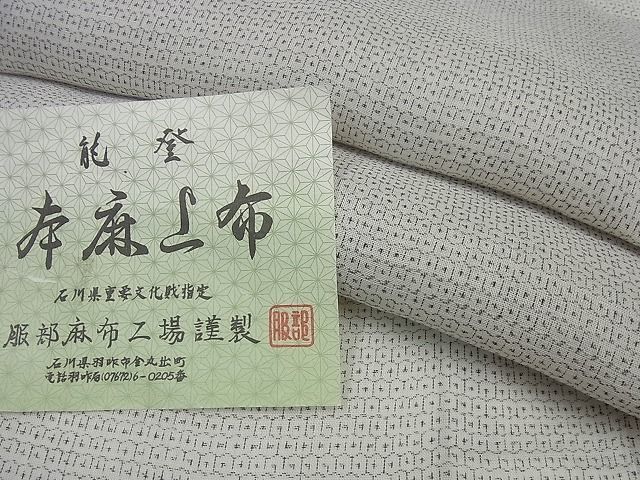 能登
本麻上布
石川県重要文化財指定
服部麻布工場謹製
服部
石川県羽咋市金丸出町
電話羽咋局(07672)6-0205番